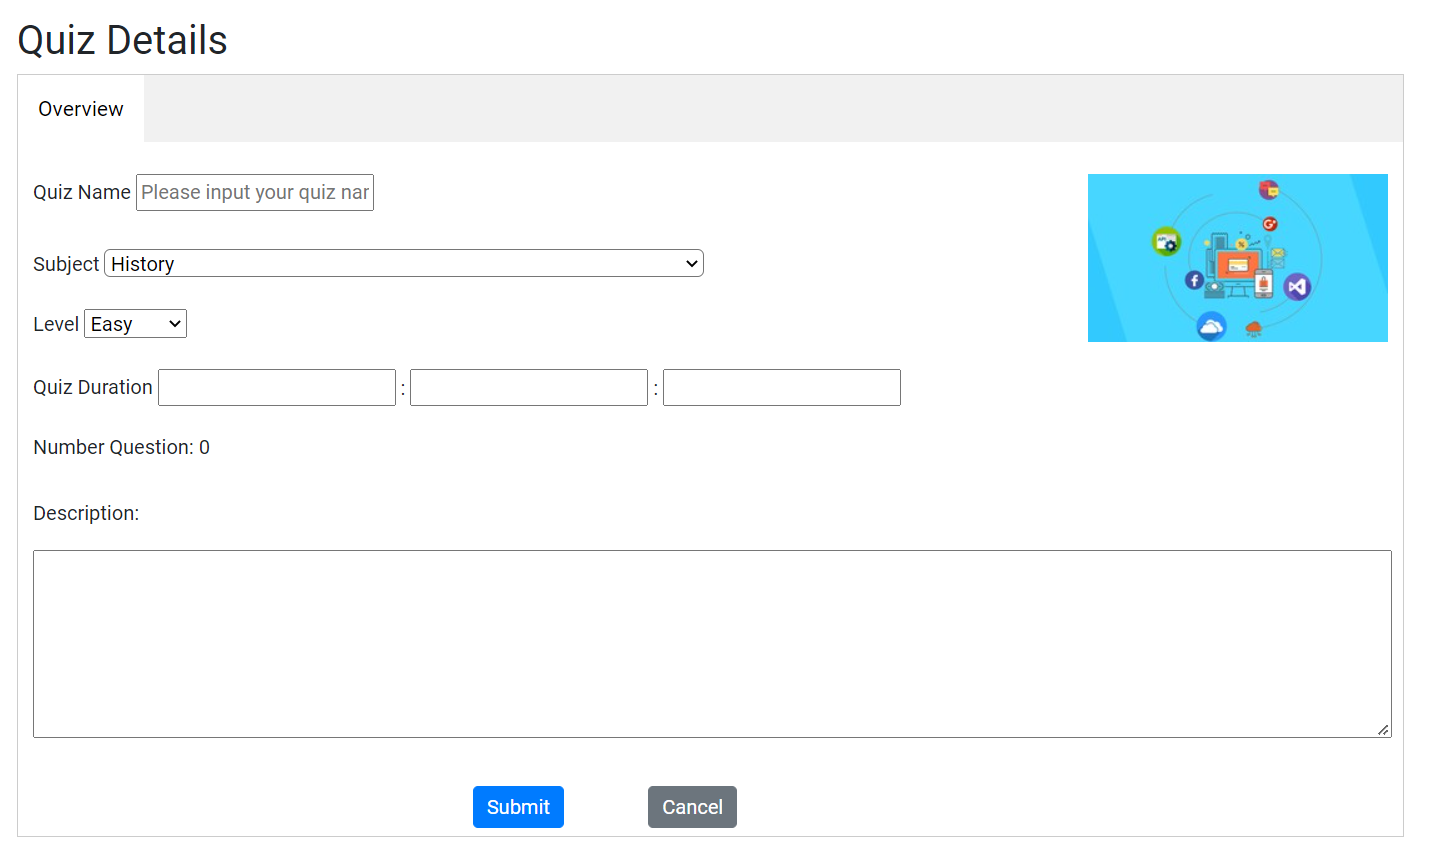 Quiz Details
Overview
Quiz Name Please input your quiz nar
Subject History
Level Easy
Quiz Duration : :
Number Question: 0
Description:
Submit Cancel